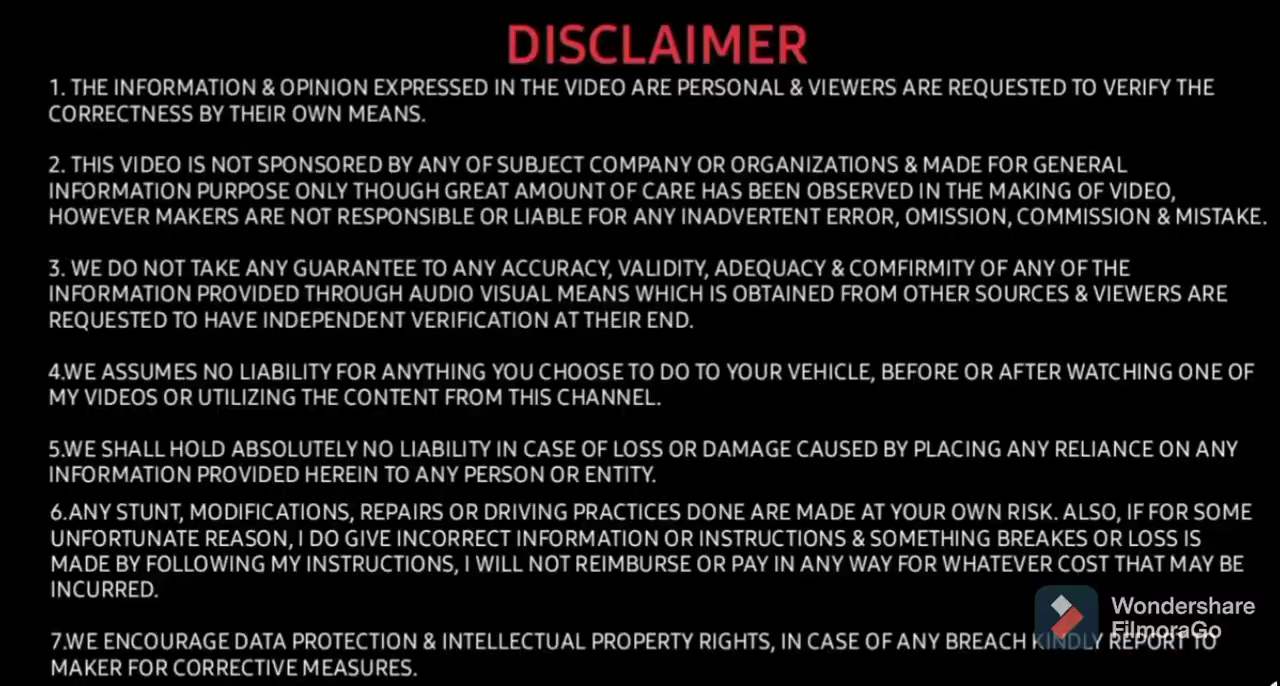 DISCLAIMER
1. THE INFORMATION & OPINION EXPRESSED IN THE VIDEO ARE PERSONAL & VIEWERS ARE REQUESTED TO VERIFY THE
CORRECTNESS BY THEIR OWN MEANS.
2. THIS VIDEO IS NOT SPONSORED BY ANY OF SUBJECT COMPANY OR ORGANIZATIONS & MADE FOR GENERAL
INFORMATION PURPOSE ONLY THOUGH GREAT AMOUNT OF CARE HAS BEEN OBSERVED IN THE MAKING OF VIDEO,
HOWEVER MAKERS ARE NOT RESPONSIBLE OR LIABLE FOR ANY INADVERTENT ERROR, OMISSION, COMMISSION & MISTAKE.
3. WE DO NOT TAKE ANY GUARANTEE TO ANY ACCURACY, VALIDITY, ADEQUACY & COMFIRMITY OF ANY OF THE
INFORMATION PROVIDED THROUGH AUDIO VISUAL MEANS WHICH IS OBTAINED FROM OTHER SOURCES & VIEWERS ARE
REQUESTED TO HAVE INDEPENDENT VERIFICATION AT THEIR END.
4.WE ASSUMES NO LIABILITY FOR ANYTHING YOU CHOOSE TO DO TO YOUR VEHICLE, BEFORE OR AFTER WATCHING ONE OF
MY VIDEOS OR UTILIZING THE CONTENT FROM THIS CHANNEL.
5.WE SHALL HOLD ABSOLUTELY NO LIABILITY IN CASE OF LOSS OR DAMAGE CAUSED BY PLACING ANY RELIANCE ON ANY
INFORMATION PROVIDED HEREIN TO ANY PERSON OR ENTITY.
6.ANY STUNT, MODIFICATIONS, REPAIRS OR DRIVING PRACTICES DONE ARE MADE AT YOUR OWN RISK. ALSO, IF FOR SOME
UNFORTUNATE REASON, I DO GIVE INCORRECT INFORMATION OR INSTRUCTIONS & SOMETHING BREAKES OR LOSS IS
MADE BY FOLLOWING MY INSTRUCTIONS, I WILL NOT REIMBURSE OR PAY IN ANY WAY FOR WHATEVER COST THAT MAY BE
INCURRED.
7.WE ENCOURAGE DATA PROTECTION & INTELLECTUAL PROPERTY RIGHTS, IN CASE OF ANY BREACH KINDLY REPORT TO
MAKER FOR CORRECTIVE MEASURES.
Wondershare
FilmoraGo